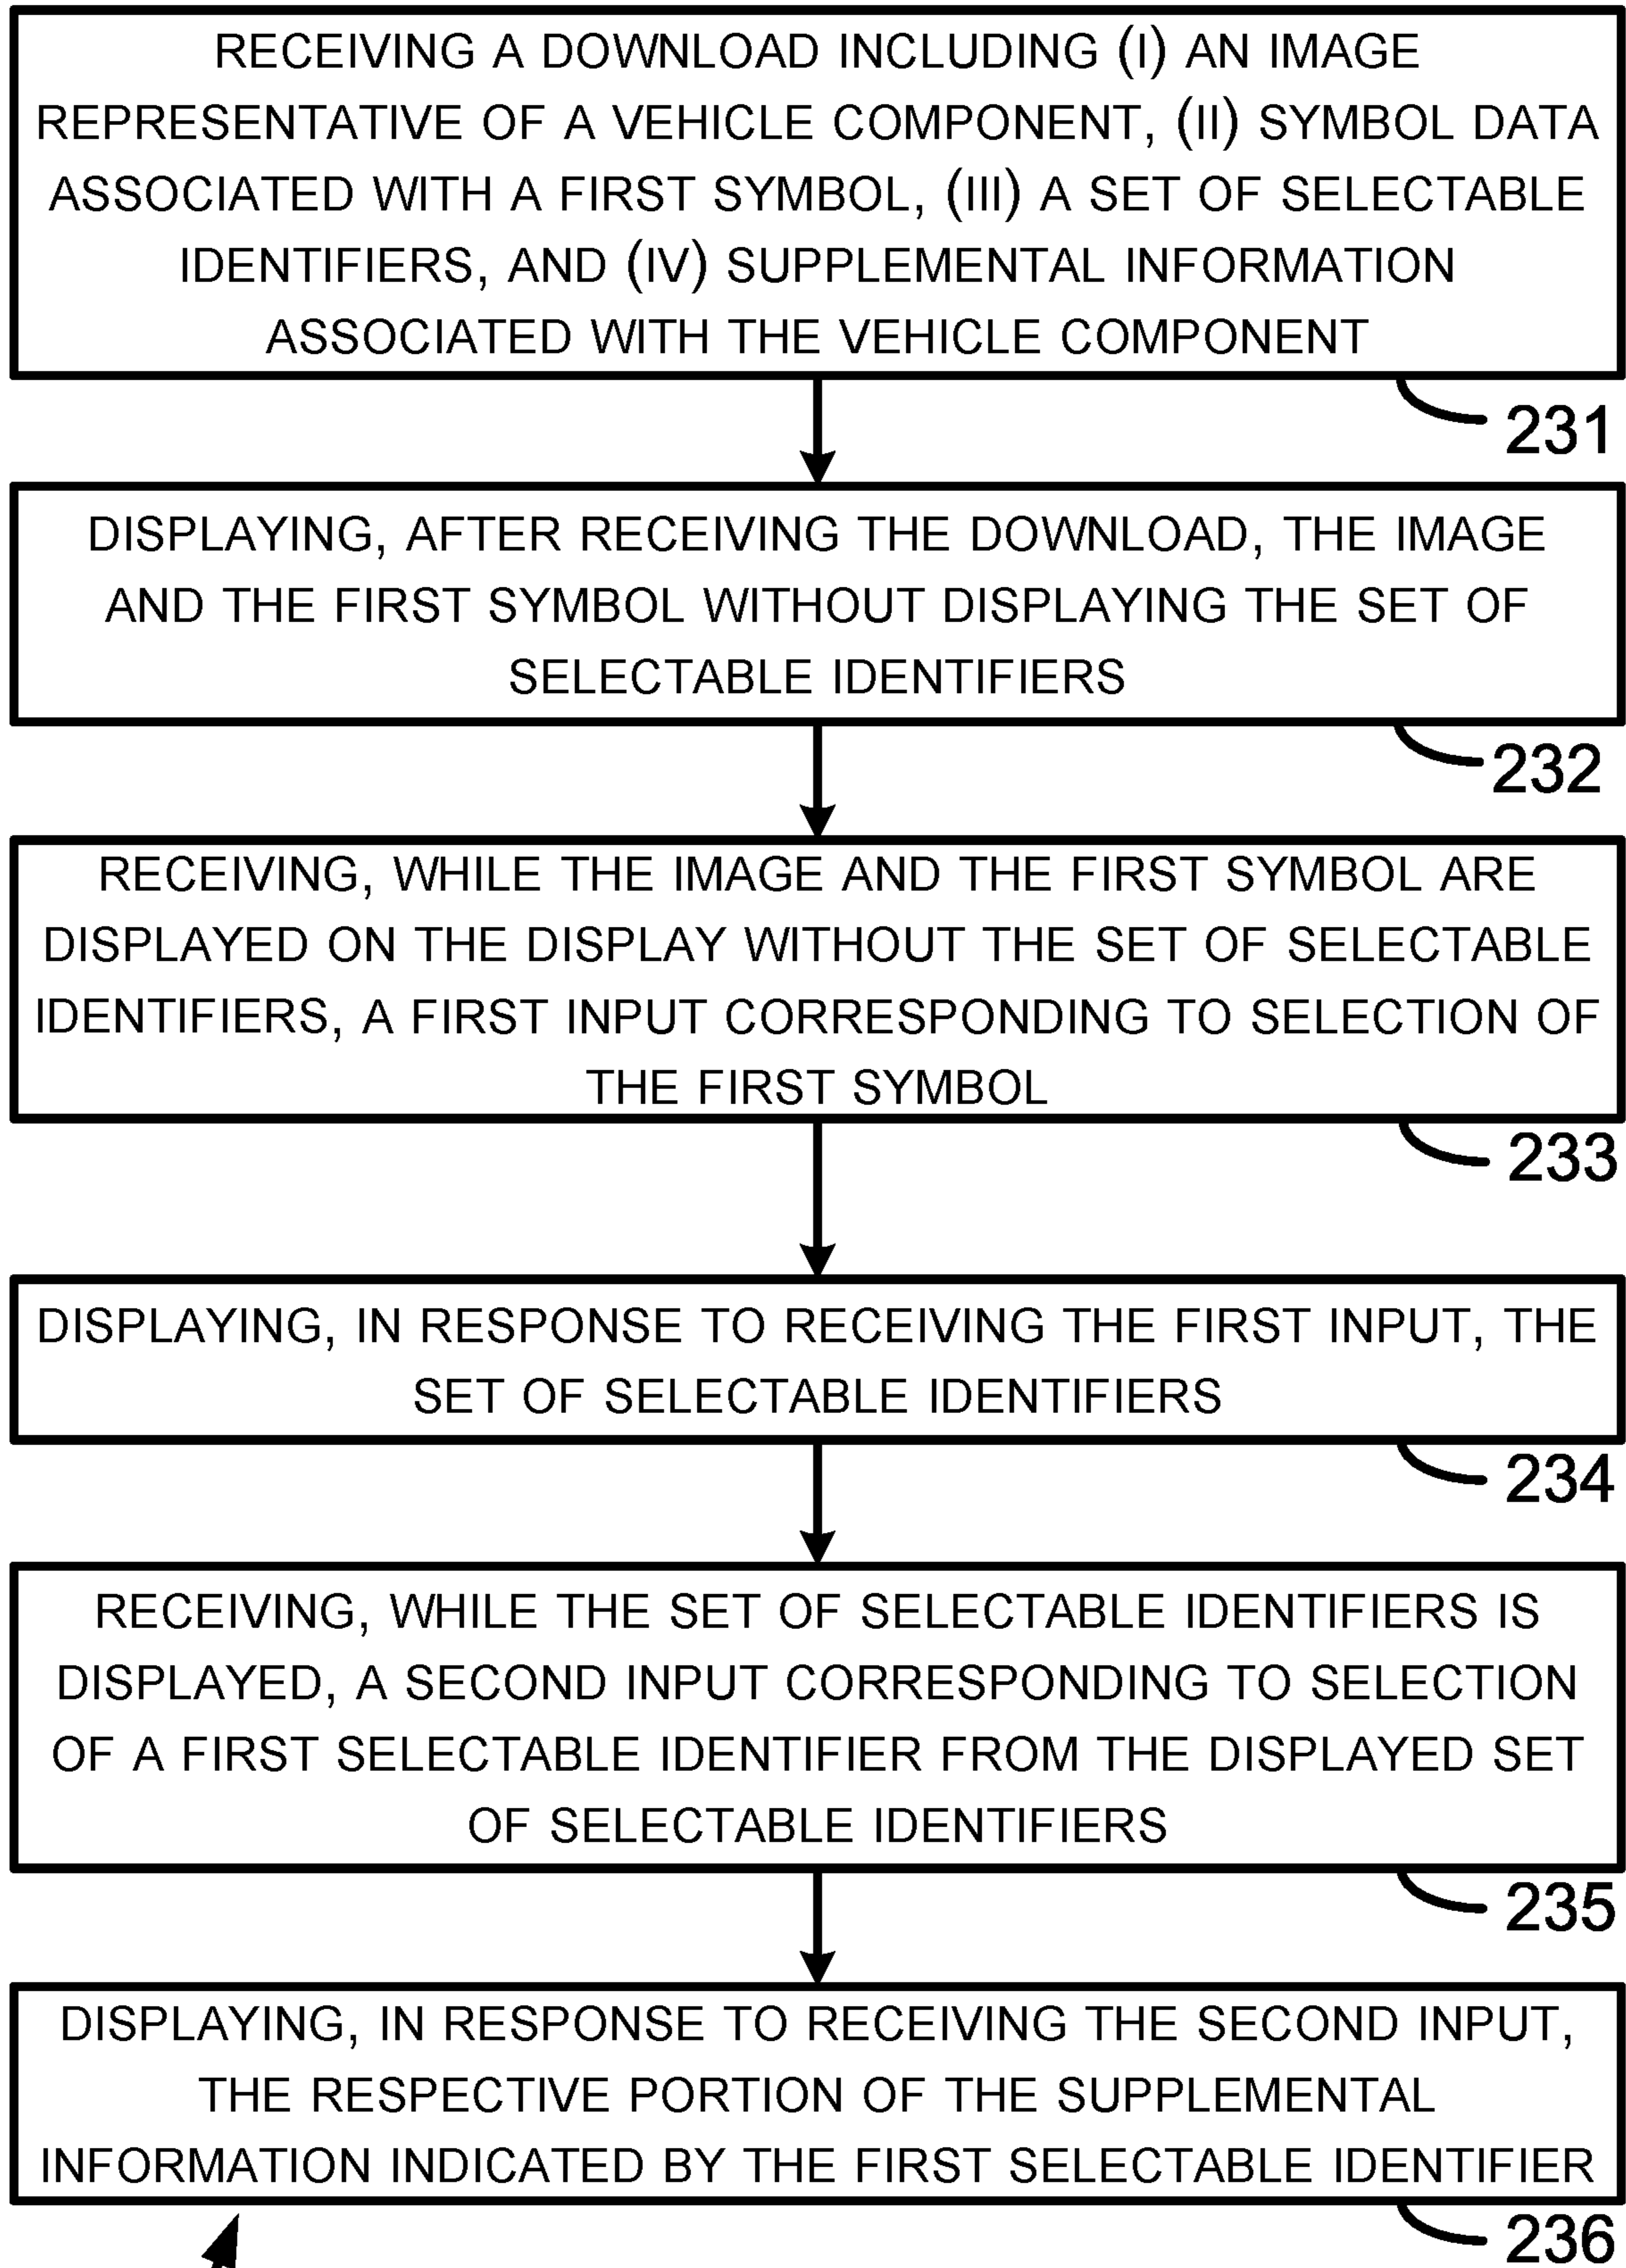 RECEIVING A DOWNLOAD INCLUDING (I) AN IMAGE
REPRESENTATIVE OF A VEHICLE COMPONENT, (II) SYMBOL DATA
ASSOCIATED WITH A FIRST SYMBOL, (III) A SET OF SELECTABLE
IDENTIFIERS, AND (IV) SUPPLEMENTAL INFORMATION
ASSOCIATED WITH THE VEHICLE COMPONENT
231
DISPLAYING, AFTER RECEIVING THE DOWNLOAD, THE IMAGE
AND THE FIRST SYMBOL WITHOUT DISPLAYING THE SET OF
SELECTABLE IDENTIFIERS
232
RECEIVING, WHILE THE IMAGE AND THE FIRST SYMBOL ARE
DISPLAYED ON THE DISPLAY WITHOUT THE SET OF SELECTABLE
IDENTIFIERS, A FIRST INPUT CORRESPONDING TO SELECTION OF
THE FIRST SYMBOL
233
DISPLAYING, IN RESPONSE TO RECEIVING THE FIRST INPUT, THE
SET OF SELECTABLE IDENTIFIERS
234
RECEIVING, WHILE THE SET OF SELECTABLE IDENTIFIERS IS
DISPLAYED, A SECOND INPUT CORRESPONDING TO SELECTION
OF A FIRST SELECTABLE IDENTIFIER FROM THE DISPLAYED SET
OF SELECTABLE IDENTIFIERS
235
DISPLAYING, IN RESPONSE TO RECEIVING THE SECOND INPUT,
THE RESPECTIVE PORTION OF THE SUPPLEMENTAL
INFORMATION INDICATED BY THE FIRST SELECTABLE IDENTIFIER
236